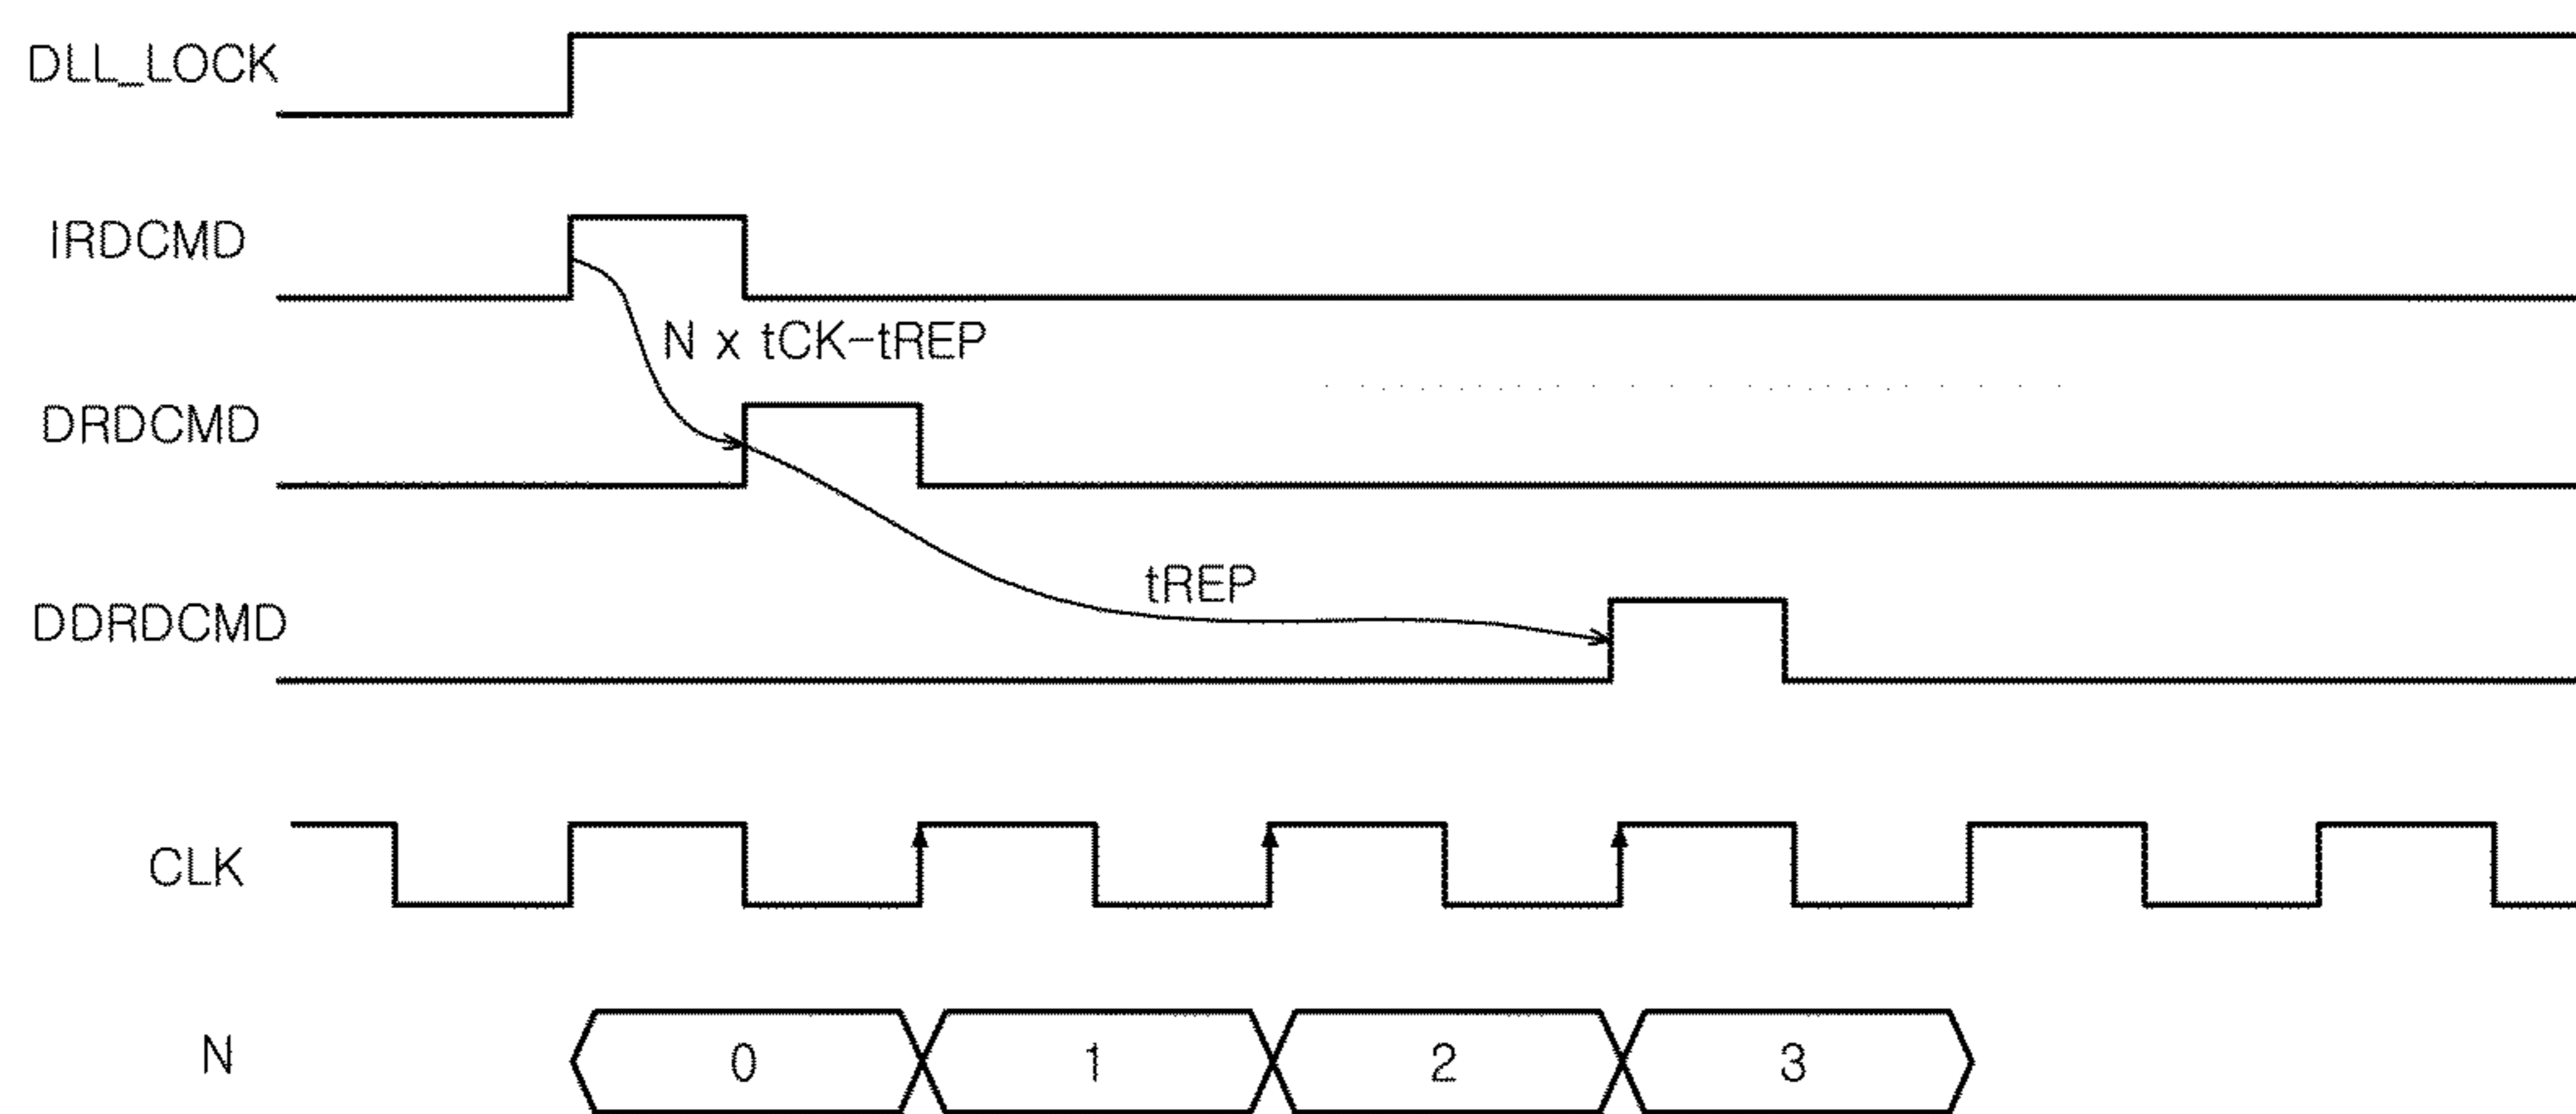 DLL_LOCK
IRDCMD
N x tCK-tREP
DRDCMD
tREP
DDRDCMD
CLK
N 0 1 2 3